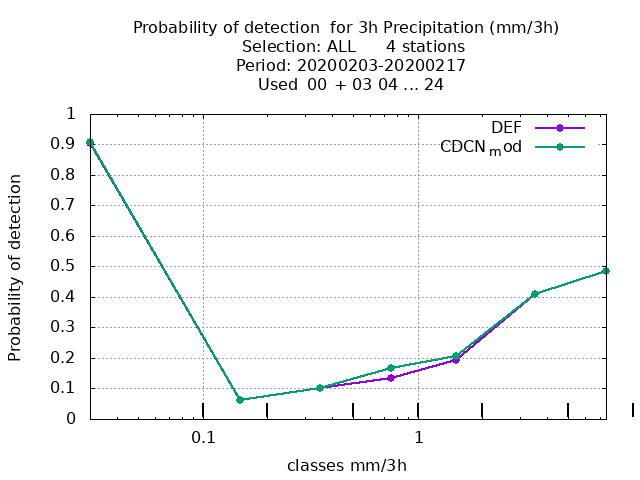 Probability of detection  for 3h Precipitation (mm/3h)
Selection: ALL      4 stations
Period: 20200203-20200217
Used  00  + 03 04 ... 24
DEF
CDCNmod
1
0.9
0.8
0.7
0.6
0.5
0.4
0.3
0.2
0.1
0
Probability of detection
0.1
1
classes mm/3h